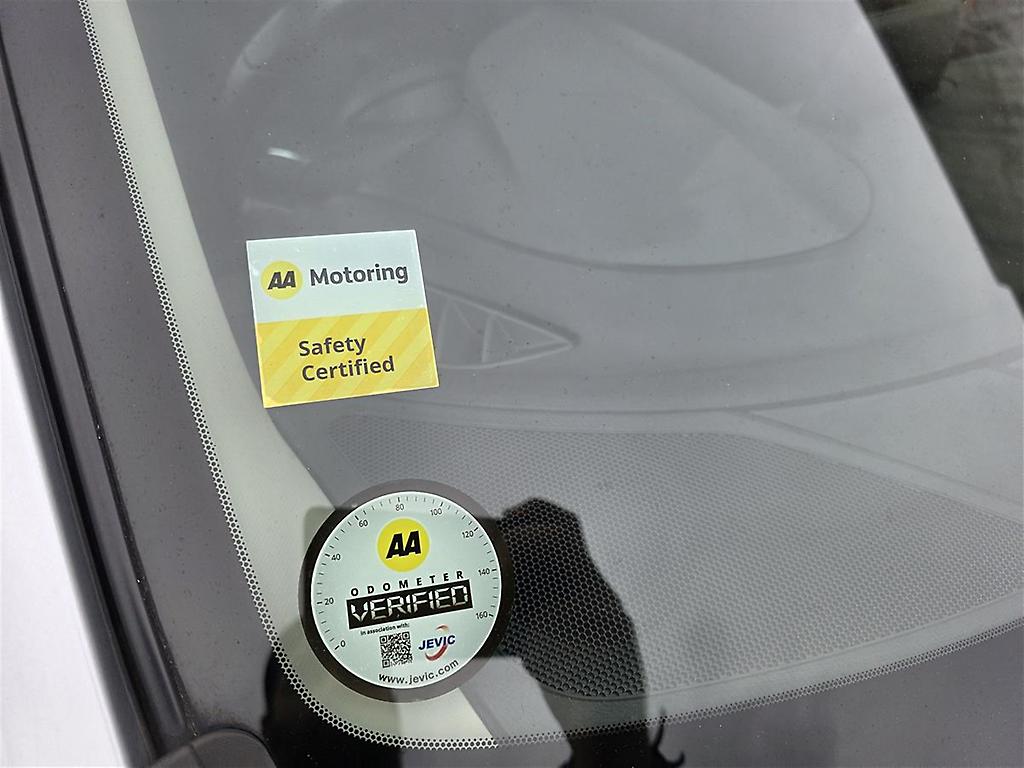 AA Motoring
Safety
Certified
0 20 40 60 80 100 120 140 160
AA
ODOMETER
VERIFIED
in association with:
JEVIC
www.jevic.com